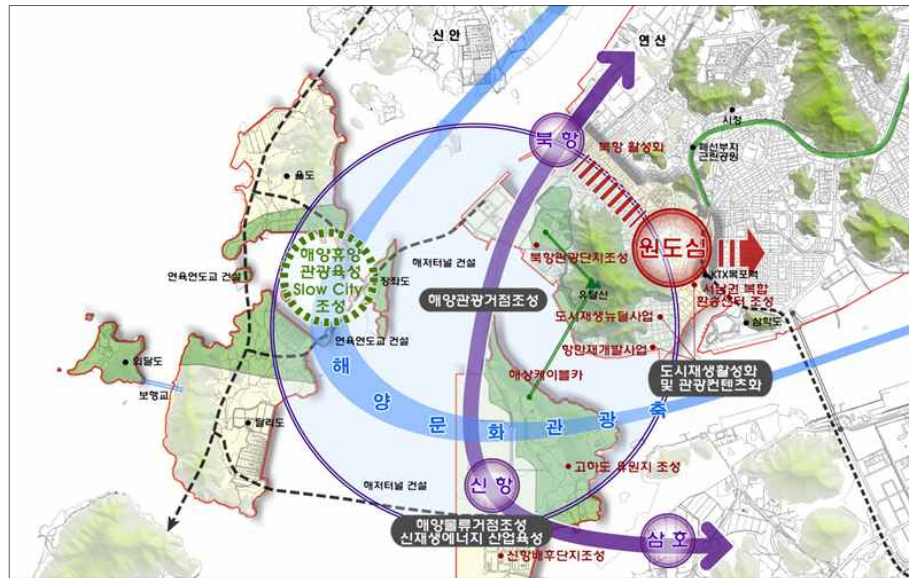 신안
연산
시청
북항
북항 활성화
폐선부지
근린공원
율도
원도심
해양휴양
관광육성
Slow City
조성
장좌도
해저터널 건설
북항관광단지조성
KTX목포역
서남권 복합
환승센터 조성
연육연도교 건설
해양관광거점조성
유달산
도시재생뉴딜사업
삼학도
연육연도교 건설
항만재개발사업
외달도
해상케이블카
도시재생활성화
및 관광컨텐츠화
보행교
해양문화관광축
달리도
고하도 유원지 조성
신항
해저터널 건설
해양물류거점조성
신재생에너지 산업육성
삼호
신항배후단지조성